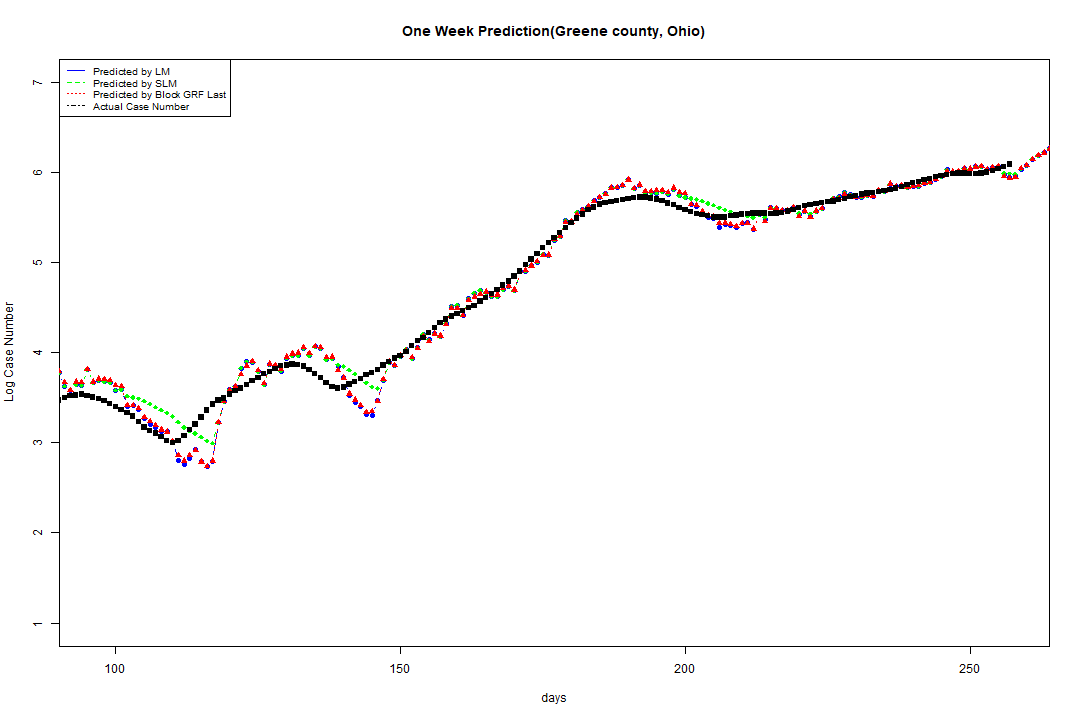 One Week Prediction(Greene county, Ohio)
Predicted by LM
Predicted by SLM
Predicted by Block GRF Last
Actual Case Number
7
6
5
4
3
2
1
Log Case Number
100 150 200 250
days